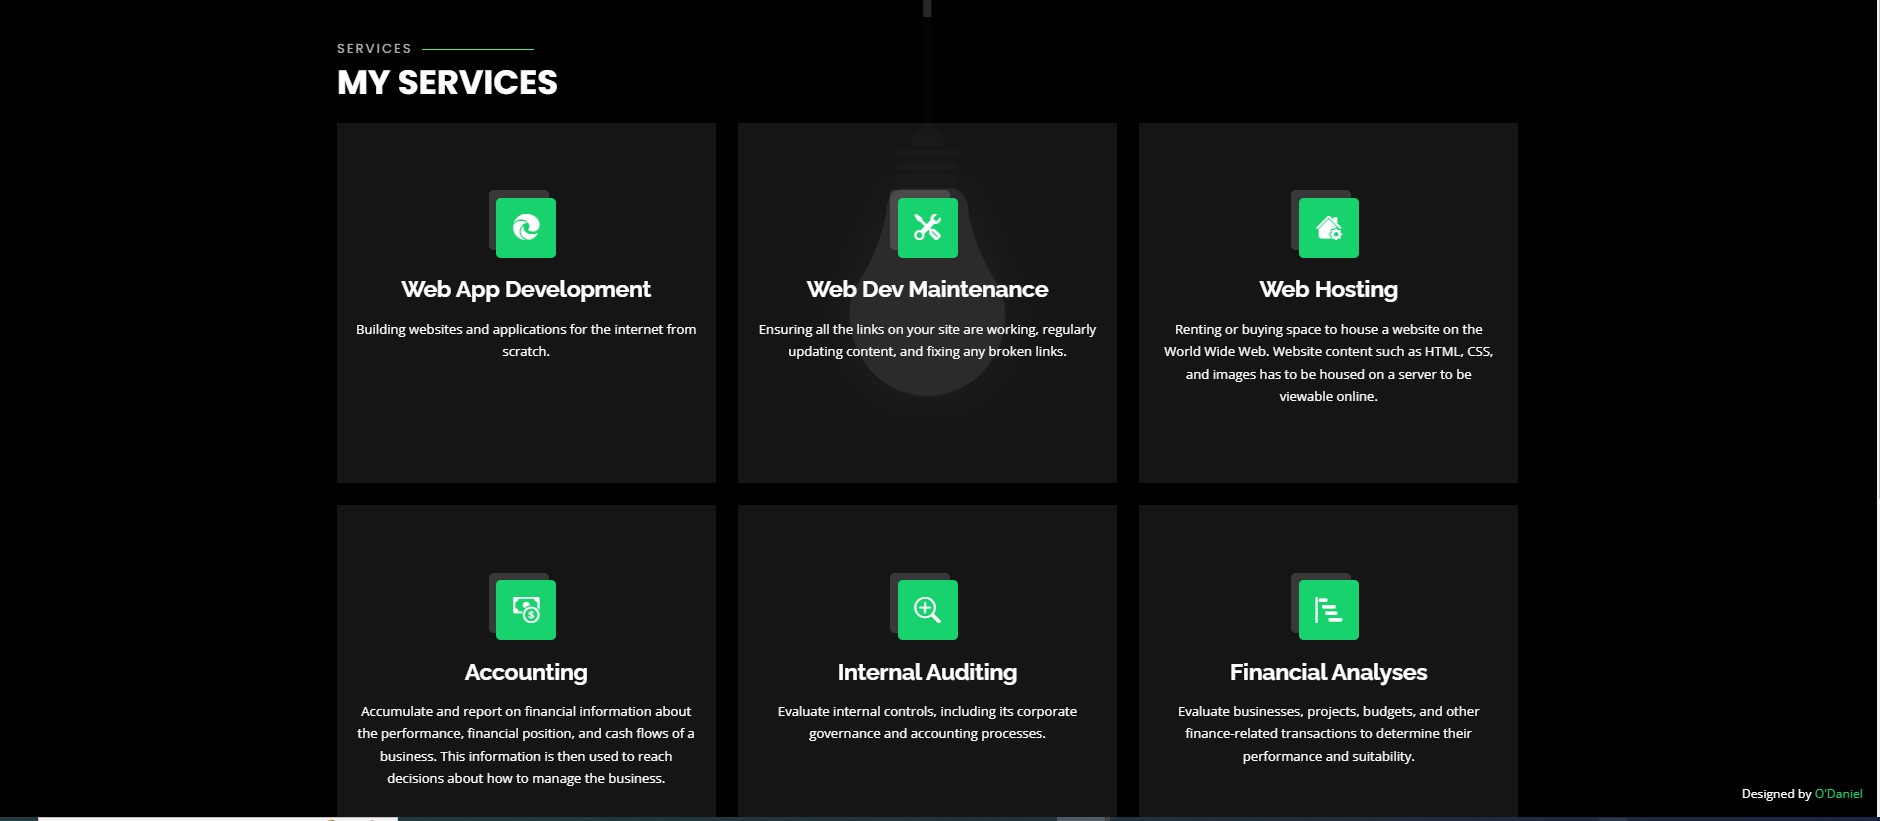 SERVICES
MY SERVICES
Web App Development
Building websites and applications for the internet from
scratch.
Web Dev Maintenance
Ensuring all the links on your site are working, regularly
updating content, and fixing any broken links.
Web Hosting
Renting or buying space to house a website on the
World Wide Web. Website content such as HTML, CSS,
and images has to be housed on a server to be
viewable online.
Accounting
Accumulate and report on financial information about
the performance, financial position, and cash flows of a
business. This information is then used to reach
decisions about how to manage the business.
Internal Auditing
Evaluate internal controls, including its corporate
governance and accounting processes.
Financial Analyses
Evaluate businesses, projects, budgets, and other
finance-related transactions to determine their
performance and suitability.
Designed by O'Daniel